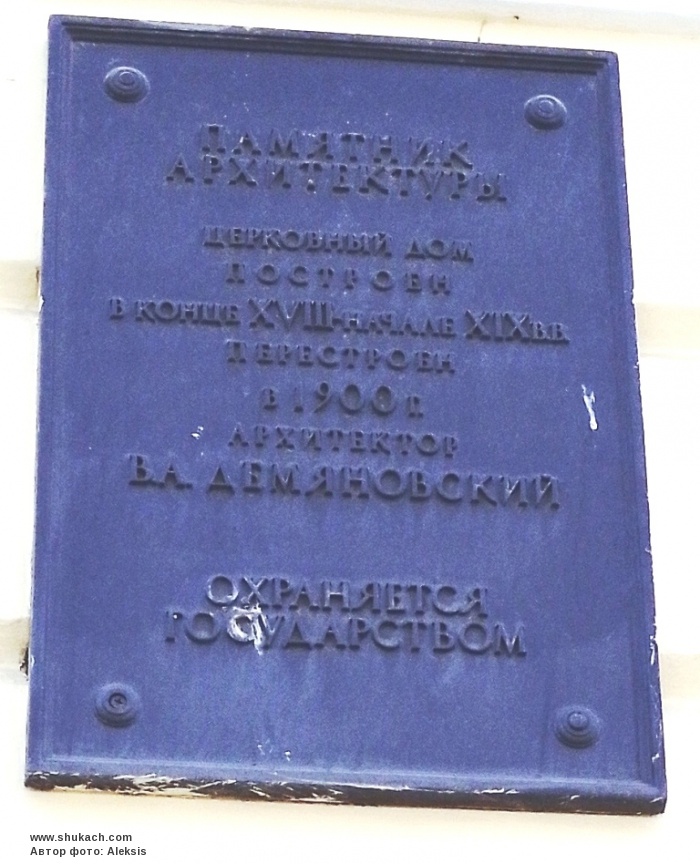 ПАМЯТНИК
АРХИТЕКТУРЫ
ЦЕРКОВНЫЙ ДОМ
ПОСТРОЕН
В КОНЦЕ XVIII-НАЧАЛЕ XIX В.В.
ПЕРЕСТРОЕН
В 1900 Г.
АРХИТЕКТОР
В.А. ДЕМЯНОВСКИЙ
ОХРАНЯЕТСЯ
ГОСУДАРСТВОМ
www.shukach.com
Автор фото: Aleksis